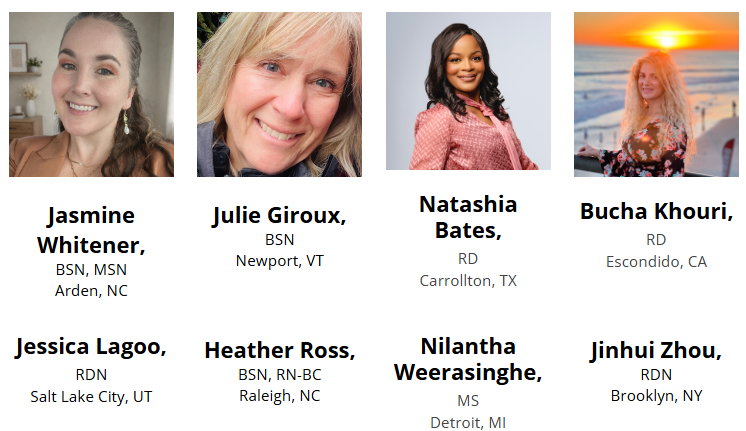 Jasmine
Whitener,
BSN, MSN
Arden, NC
Julie Giroux,
BSN
Newport, VT
Natashia
Bates,
RD
Carrollton, TX
Bucha Khouri,
RD
Escondido, CA
Jessica Lagoo,
RDN
Salt Lake City, UT
Heather Ross,
BSN, RN-BC
Raleigh, NC
Nilantha
Weerasinghe,
MS
Detroit, MI
Jinhui Zhou,
RDN
Brooklyn, NY